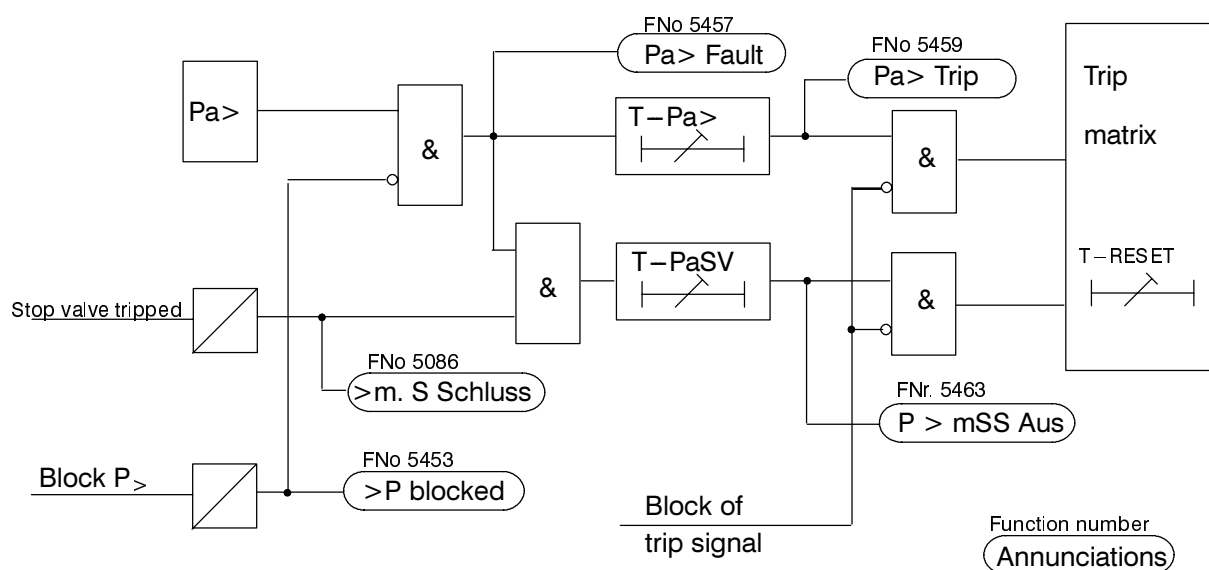 FNo 5457
Pa> Fault
FNo 5459
Pa> Trip
Trip
matrix
Pa>
&
T–Pa>
&
&
T–PaSV
&
T–RESET
Stop valve tripped
FNo 5086
>m. S Schluss
FNr. 5463
P > mSS Aus
Block P>
FNo 5453
>P blocked
Block of
trip signal
Function number
Annunciations